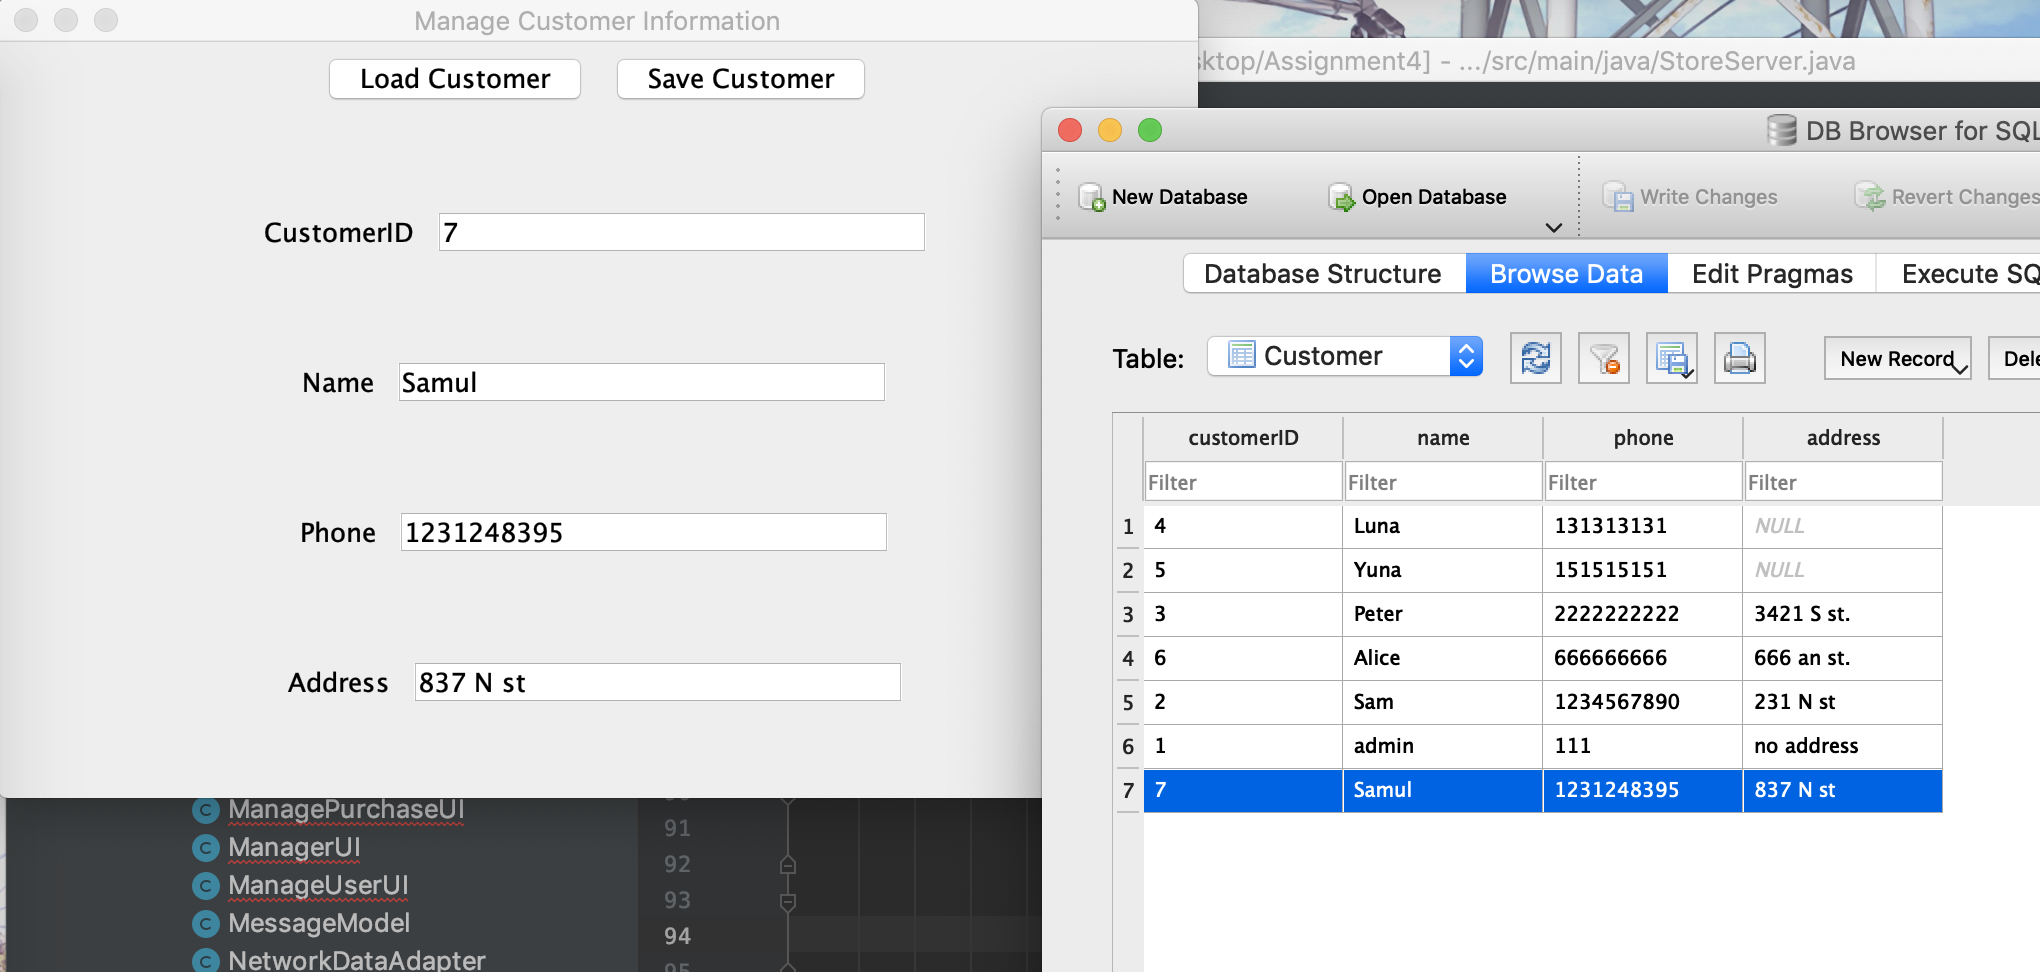 Manage Customer Information
Load Customer
Save Customer
CustomerID
7
Name
Samul
Phone
1231248395
Address
837 N st
ManagePurchaseUI
ManagerUI
ManageUserUI
MessageModel
NetworkDataAdapter
91
92
93
94
95
ktop/Assignment4] - .../src/main/java/StoreServer.java
DB Browser for SQL
New Database
Open Database
Write Changes
Revert Changes
Database Structure
Browse Data
Edit Pragmas
Execute SQ
Table:
Customer
New Record
Dele
customerID name phone address
Filter Filter Filter Filter
1 4 Luna 131313131 NULL
2 5 Yuna 151515151 NULL
3 3 Peter 2222222222 3421 S st.
4 6 Alice 666666666 666 an st.
5 2 Sam 1234567890 231 N st
6 1 admin 111 no address
7 7 Samul 1231248395 837 N st